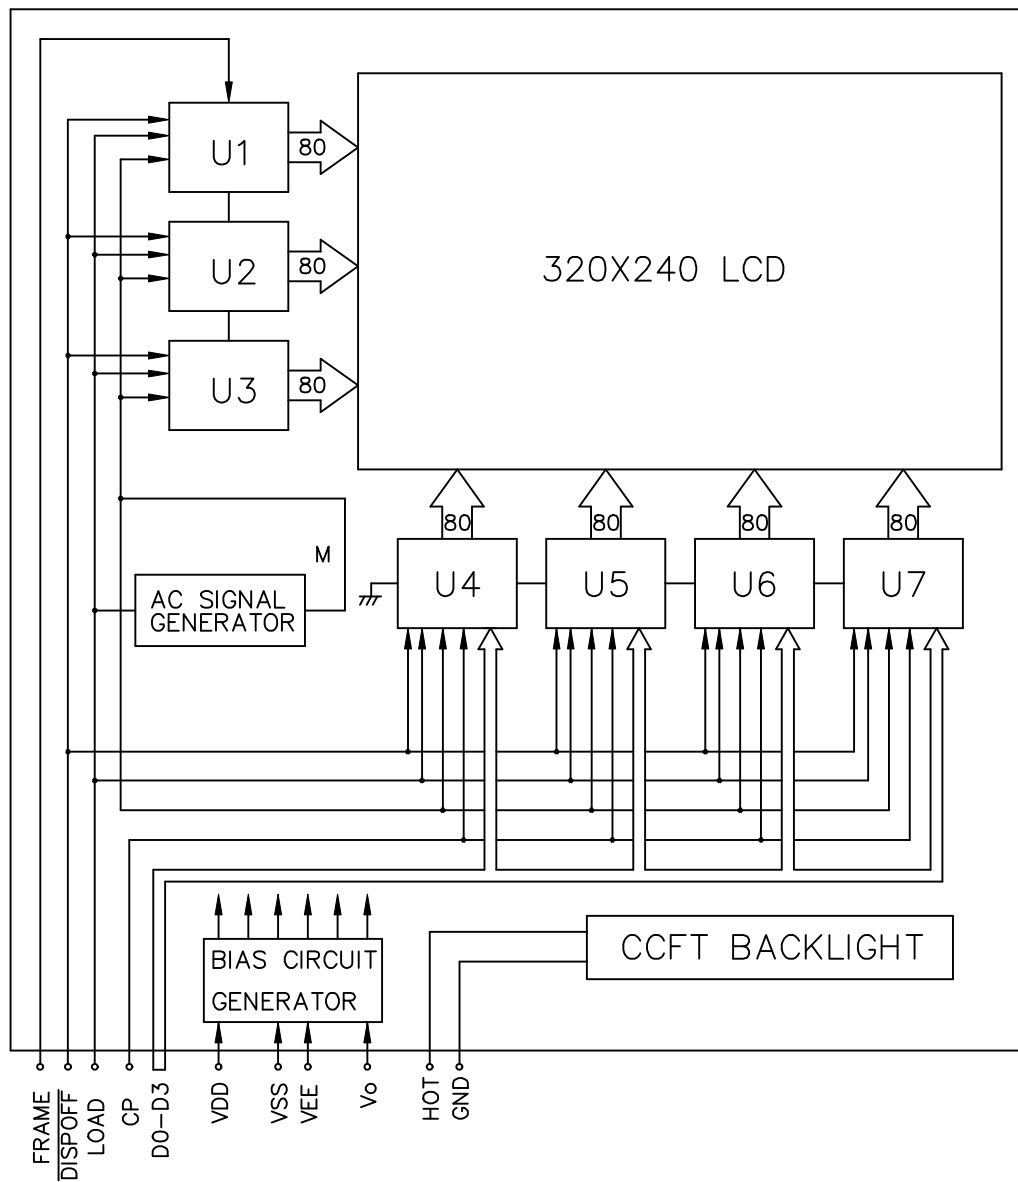 U1
80
U2
80
320X240 LCD
U3
80
80
80
80
80
M
U4
U5
U6
U7
AC SIGNAL
GENERATOR
BIAS CIRCUIT
GENERATOR
CCFT BACKLIGHT
FRAME
DISPOFF
LOAD
CP
D0-D3
VDD
VSS
VEE
Vo
HOT
GND